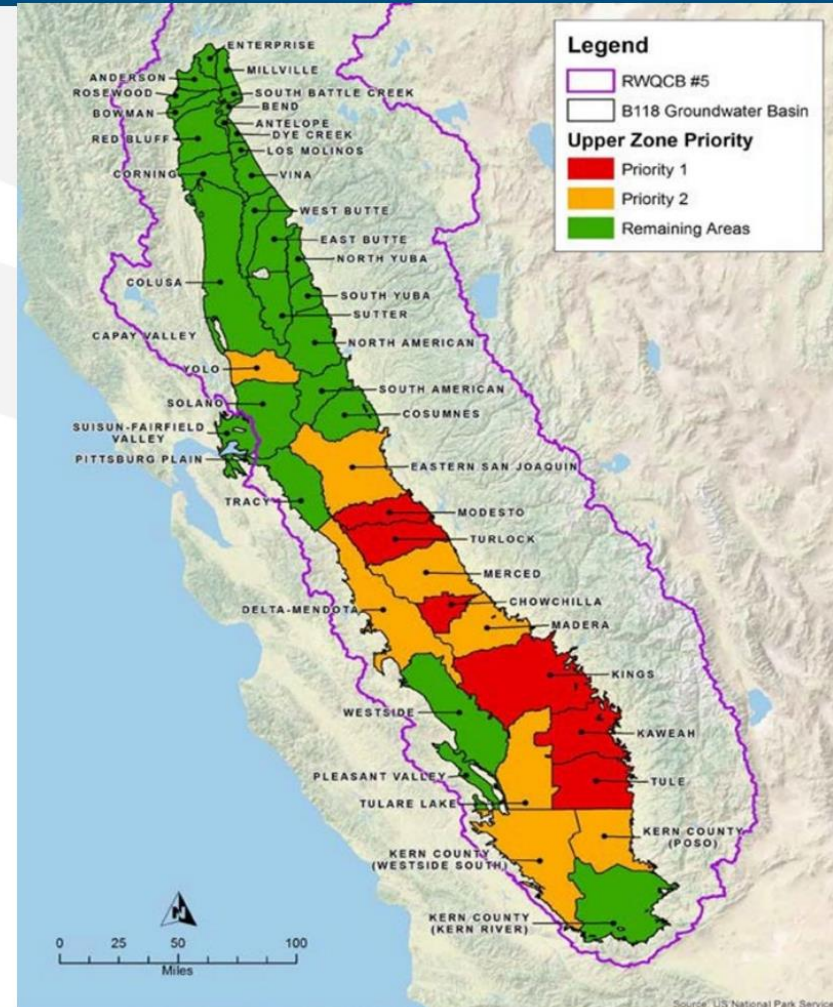 Legend
RWQCB #5
B118 Groundwater Basin
Upper Zone Priority
Priority 1
Priority 2
Remaining Areas
ENTERPRISE
ANDERSON
MILLVILLE
ROSEWOOD
SOUTH BATTLE CREEK
BEND
BOWMAN
ANTELOPE
DYE CREEK
RED BLUFF
LOS MOLINOS
CORNING
VINA
WEST BUTTE
EAST BUTTE
NORTH YUBA
COLUSA
SOUTH YUBA
SUTTER
CAPAY VALLEY
NORTH AMERICAN
YOLO
SOUTH AMERICAN
SOLANO
COSUMNES
SUISUN-FAIRFIELD
VALLEY
PITTSBURG PLAIN
EASTERN SAN JOAQUIN
TRACY
MODESTO
TURLOCK
MERCED
CHOWCHILLA
DELTA-MENDOTA
MADERA
KINGS
WESTSIDE
KAWEAH
PLEASANT VALLEY
TULE
TULARE LAKE
KERN COUNTY
(POSO)
KERN COUNTY
(WESTSIDE SOUTH)
KERN COUNTY
(KERN RIVER)
N
0 25 50 100
Miles
Source: US National Park Service